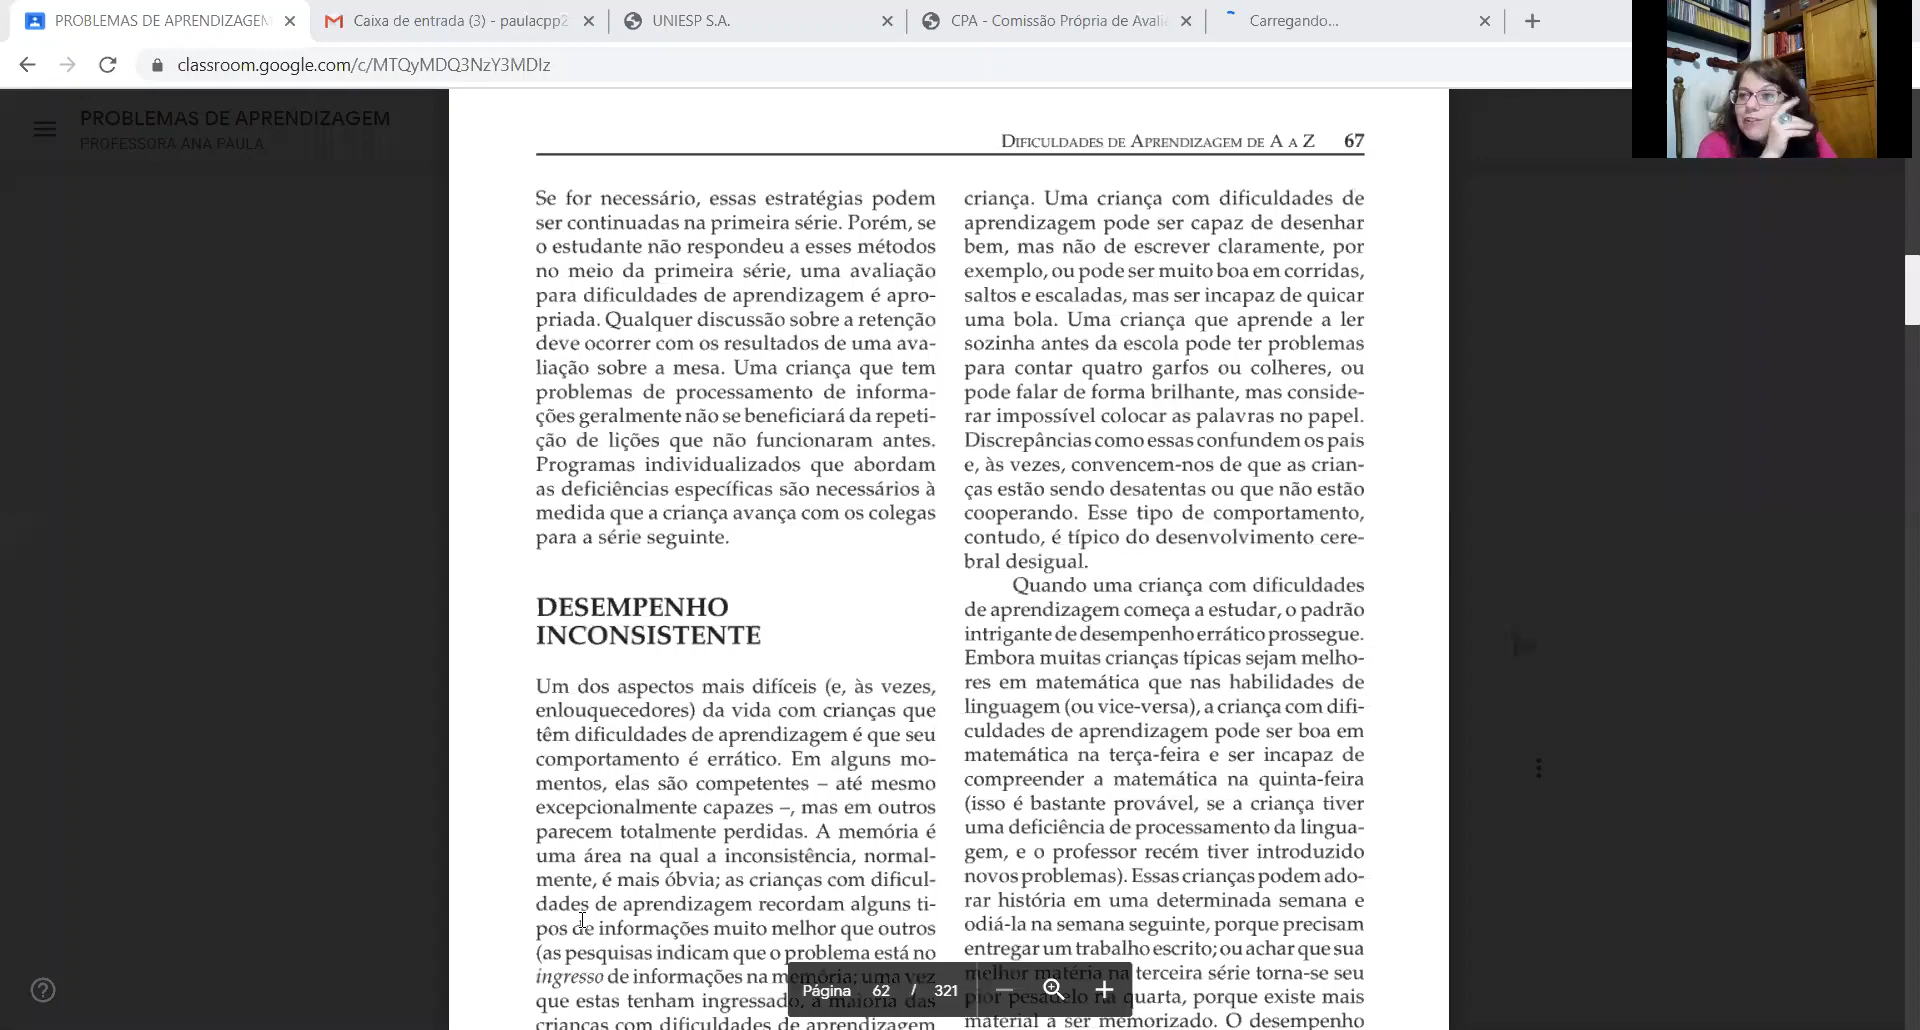 PROBLEMAS DE APRENDIZAGEM
Caixa de entrada (3) - paulacpp2
UNIESP S.A.
CPA - Comissão Própria de Avali
Carregando...
classroom.google.com/c/MTQyMDQ3NzY3MDIz
PROBLEMAS DE APRENDIZAGEM
PROFESSORA ANA PAULA
DIFICULDADES DE APRENDIZAGEM DE A A Z 67
Se for necessário, essas estratégias podem
ser continuadas na primeira série. Porém, se
o estudante não respondeu a esses métodos
no meio da primeira série, uma avaliação
para dificuldades de aprendizagem é apro-
priada. Qualquer discussão sobre a retenção
deve ocorrer com os resultados de uma ava-
liação sobre a mesa. Uma criança que tem
problemas de processamento de informa-
ções geralmente não se beneficiará da repeti-
ção de lições que não funcionaram antes.
Programas individualizados que abordam
as deficiências específicas são necessários à
medida que a criança avança com os colegas
para a série seguinte.
DESEMPENHO
INCONSISTENTE
Um dos aspectos mais difíceis (e, às vezes,
enlouquecedores) da vida com crianças que
têm dificuldades de aprendizagem é que seu
comportamento é errático. Em alguns mo-
mentos, elas são competentes – até mesmo
excepcionalmente capazes –, mas em outros
parecem totalmente perdidas. A memória é
uma área na qual a inconsistência, normal-
mente, é mais óbvia; as crianças com dificul-
dades de aprendizagem recordam alguns ti-
pos de informações muito melhor que outros
(as pesquisas indicam que o problema está no
ingresso de informações na memória; uma vez
que estas tenham ingressado, a maioria das
crianças com dificuldades de aprendizagem
criança. Uma criança com dificuldades de
aprendizagem pode ser capaz de desenhar
bem, mas não de escrever claramente, por
exemplo, ou pode ser muito boa em corridas,
saltos e escaladas, mas ser incapaz de quicar
uma bola. Uma criança que aprende a ler
sozinha antes da escola pode ter problemas
para contar quatro garfos ou colheres, ou
pode falar de forma brilhante, mas conside-
rar impossível colocar as palavras no papel.
Discrepâncias como essas confundem os pais
e, às vezes, convencem-nos de que as crian-
ças estão sendo desatentas ou que não estão
cooperando. Esse tipo de comportamento,
contudo, é típico do desenvolvimento cere-
bral desigual.
Quando uma criança com dificuldades
de aprendizagem começa a estudar, o padrão
intrigante de desempenho errático prossegue.
Embora muitas crianças típicas sejam melho-
res em matemática que nas habilidades de
linguagem (ou vice-versa), a criança com difi-
culdades de aprendizagem pode ser boa em
matemática na terça-feira e ser incapaz de
compreender a matemática na quinta-feira
(isso é bastante provável, se a criança tiver
uma deficiência de processamento da lingua-
gem, e o professor recém tiver introduzido
novos problemas). Essas crianças podem ado-
rar história em uma determinada semana e
odiá-la na semana seguinte, porque precisam
entregar um trabalho escrito; ou achar que sua
melhor matéria na terceira série torna-se seu
pior pesadelo na quarta, porque existe mais
material a ser memorizado. O desempenho
Página 62 / 321